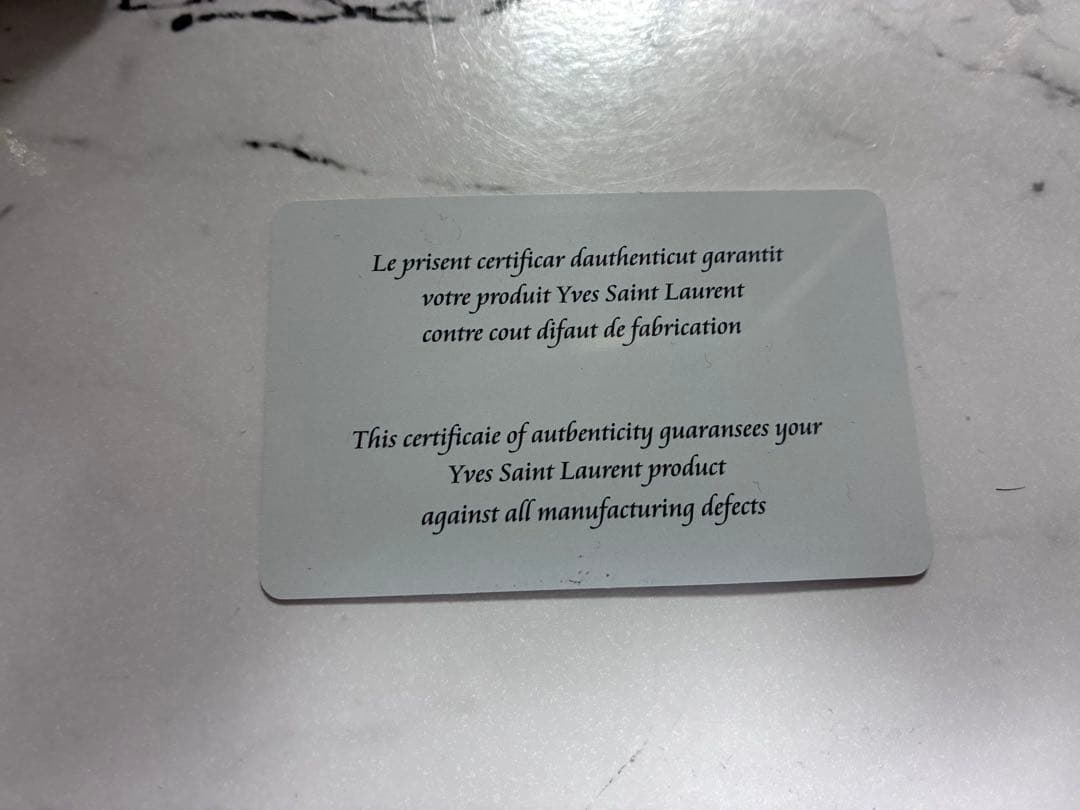 Le prisent certificar dauthenticut garantit
votre produit Yves Saint Laurent
contre cout difaut de fabrication
This certificaie of autbenticity guaransees your
Yves Saint Laurent product
against all manufacturing defects